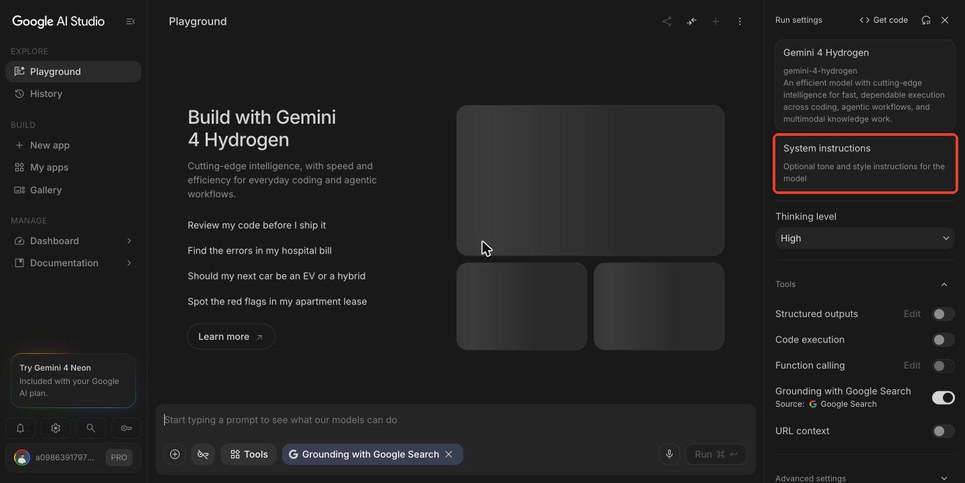 Google AI Studio
EXPLORE
Playground
History
BUILD
New app
My apps
Gallery
MANAGE
Dashboard
Documentation
Try Gemini 4 Neon
Included with your Google
AI plan.
a0986391797...
PRO
Playground
Build with Gemini
4 Hydrogen
Cutting-edge intelligence, with speed and
efficiency for everyday coding and agentic
workflows.
Review my code before I ship it
Find the errors in my hospital bill
Should my next car be an EV or a hybrid
Spot the red flags in my apartment lease
Learn more
Start typing a prompt to see what our models can do
Tools
Grounding with Google Search
Run ⌘ ↩
Run settings
Get code
Gemini 4 Hydrogen
gemini-4-hydrogen
An efficient model with cutting-edge
intelligence for fast, dependable execution
across coding, agentic workflows, and
multimodal knowledge work.
System instructions
Optional tone and style instructions for the
model
Thinking level
High
Tools
Structured outputs Edit
Code execution
Function calling Edit
Grounding with Google Search
Source: Google Search
URL context
Advanced settings